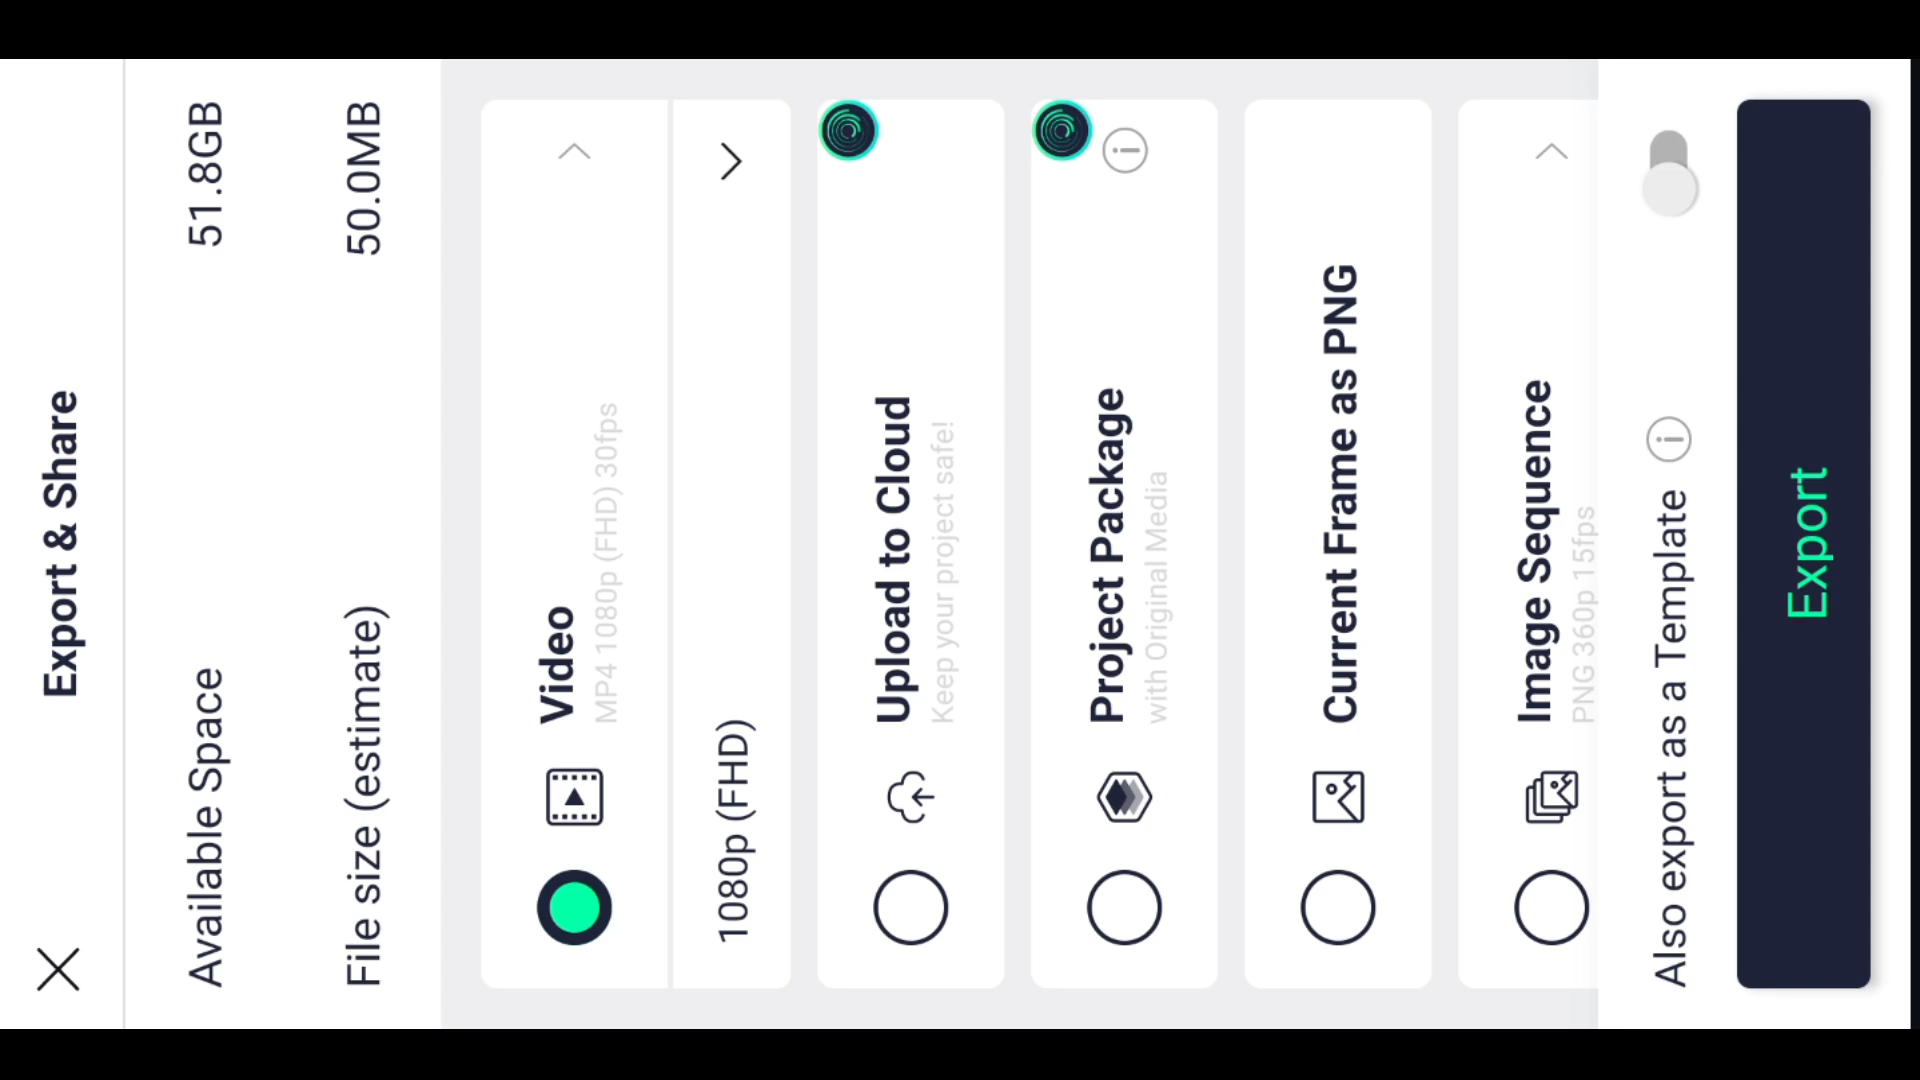 Export & Share
Available Space 51.8GB
File size (estimate) 50.0MB
Video
MP4 1080p (FHD) 30fps
1080p (FHD)
Upload to Cloud
Keep your project safe!
Project Package
with Original Media
Current Frame as PNG
Image Sequence
PNG 360p 15fps
Also export as a Template
Export